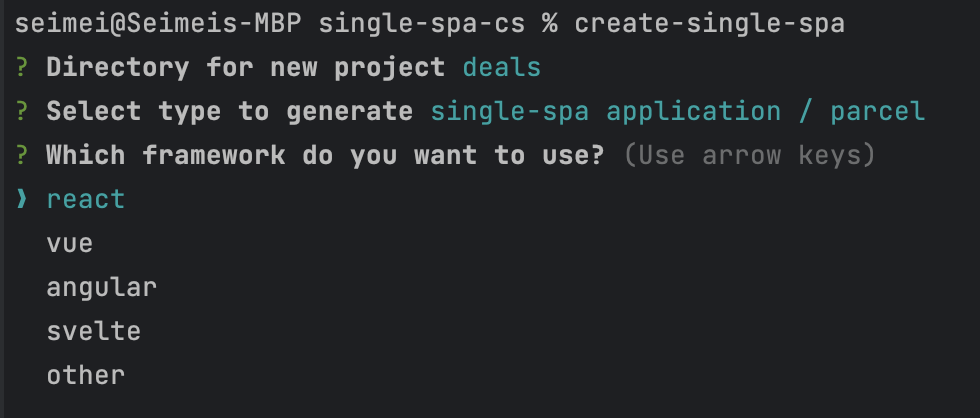 seimei@Seimeis-MBP single-spa-cs % create-single-spa
? Directory for new project deals
? Select type to generate single-spa application / parcel
? Which framework do you want to use? (Use arrow keys)
❯ react
vue
angular
svelte
other